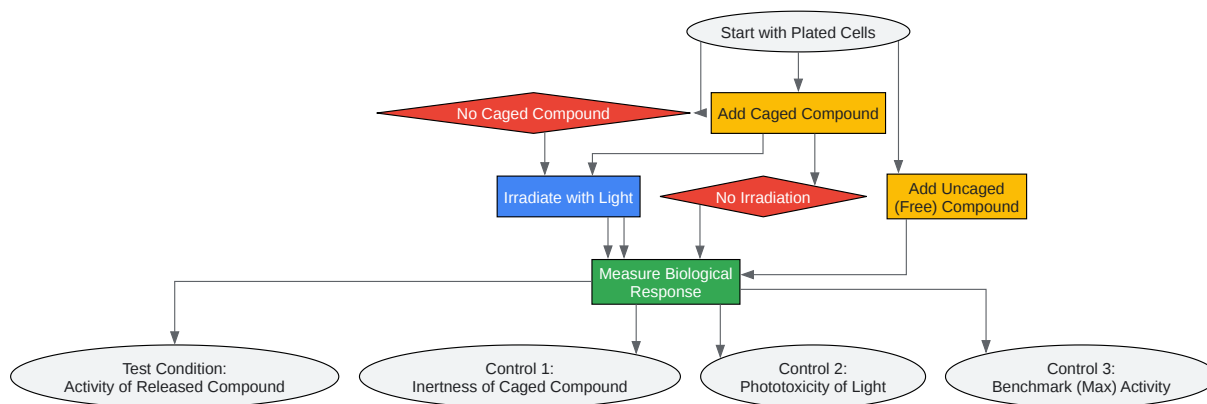 Start with Plated Cells
No Caged Compound
Add Caged Compound
Irradiate with Light
No Irradiation
Add Uncaged
(Free) Compound
Measure Biological
Response
Test Condition:
Activity of Released Compound
Control 1:
Inertness of Caged Compound
Control 2:
Phototoxicity of Light
Control 3:
Benchmark (Max) Activity